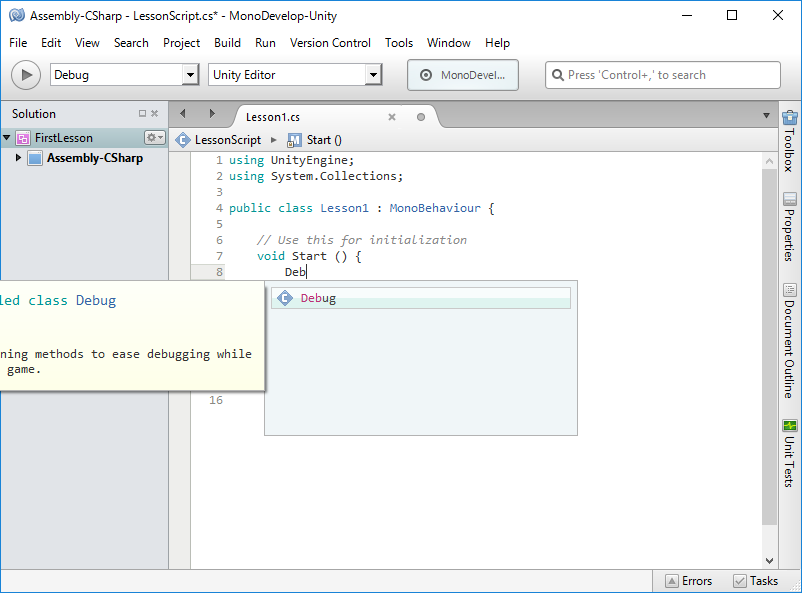 Assembly-CSharp - LessonScript.cs* - MonoDevelop-Unity
File Edit View Search Project Build Run Version Control Tools Window Help
Debug Unity Editor MonoDevel... Press 'Control+,' to search
Solution
FirstLesson
Assembly-CSharp
Lesson1.cs
LessonScript Start ()
1 using UnityEngine;
2 using System.Collections;
3
4 public class Lesson1 : MonoBehaviour {
5
6 // Use this for initialization
7 void Start () {
8 Deb
led class Debug
ning methods to ease debugging while
game.
Debug
16
Toolbox
Properties
Document Outline
Unit Tests
Errors Tasks